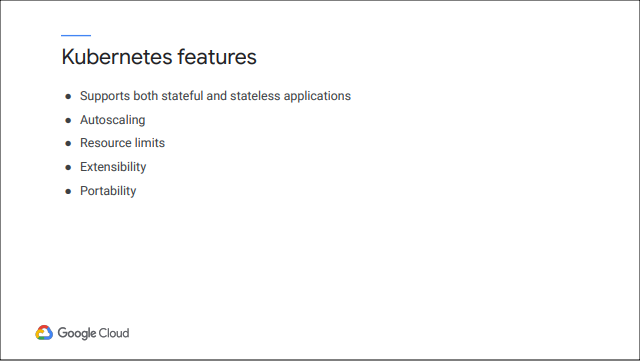 Kubernetes features
● Supports both stateful and stateless applications
● Autoscaling
● Resource limits
● Extensibility
● Portability
Google Cloud